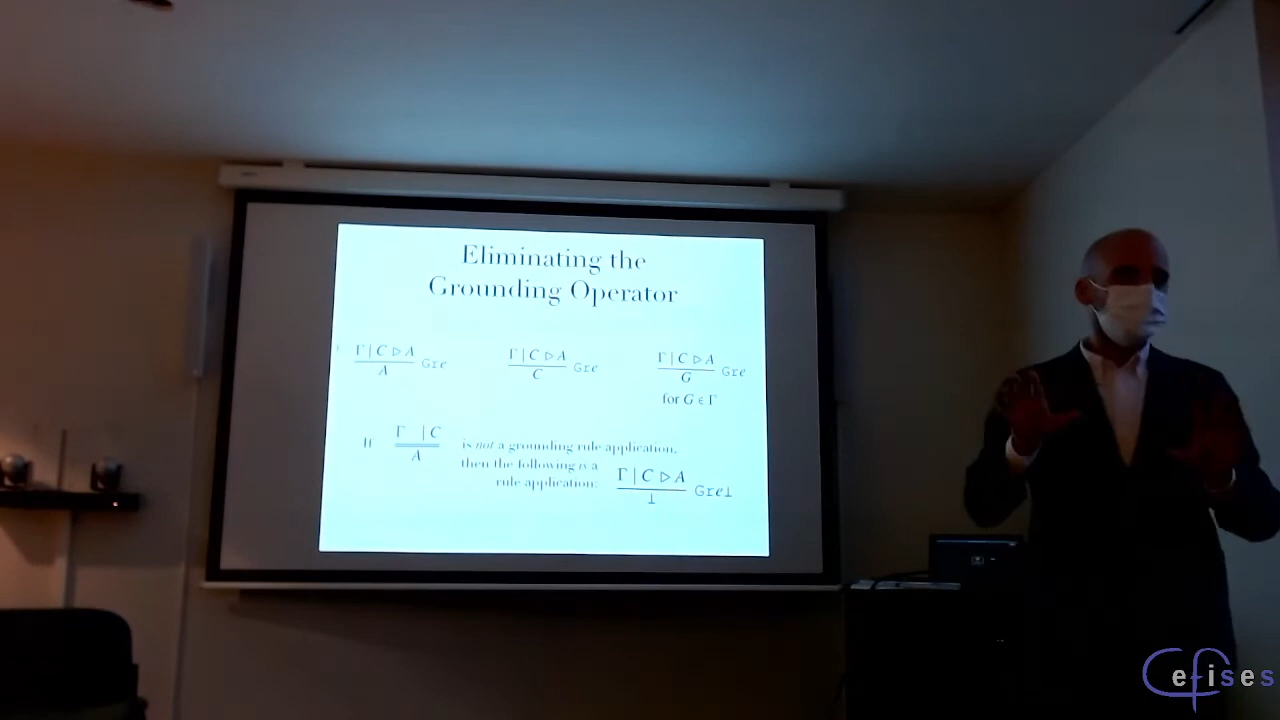 Eliminating the
Grounding Operator
Γ | C ▷ A
A
Gre
Γ | C ▷ A
C
Gre
Γ | C ▷ A
G
Gre
for G ∈ Γ
If
Γ | C
A
is not a grounding rule application,
then the following is a
rule application:
Γ | C ▷ A
⊥
Gre⊥
efises